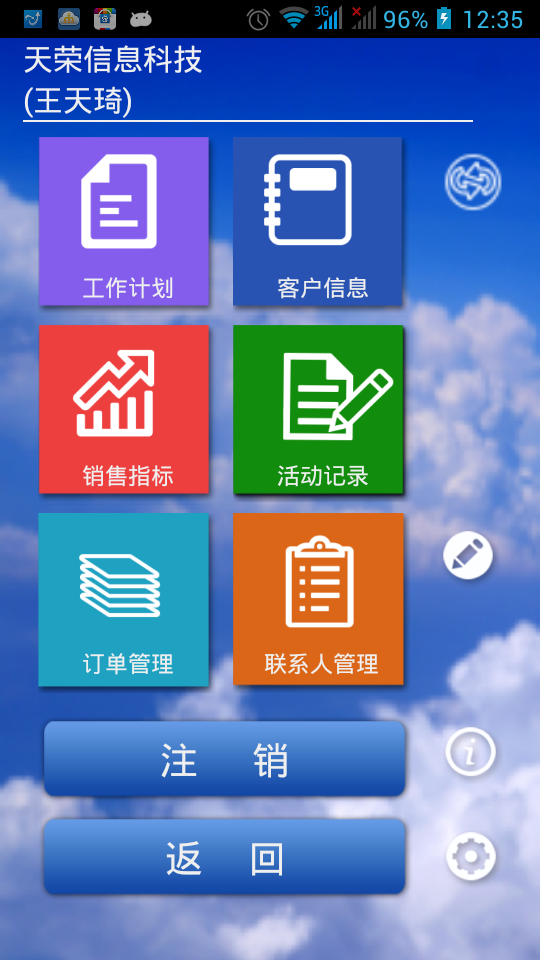 3G 96% 12:35
天荣信息科技
(王天琦)
工作计划 客户信息
销售指标 活动记录
订单管理 联系人管理
注 销
返 回